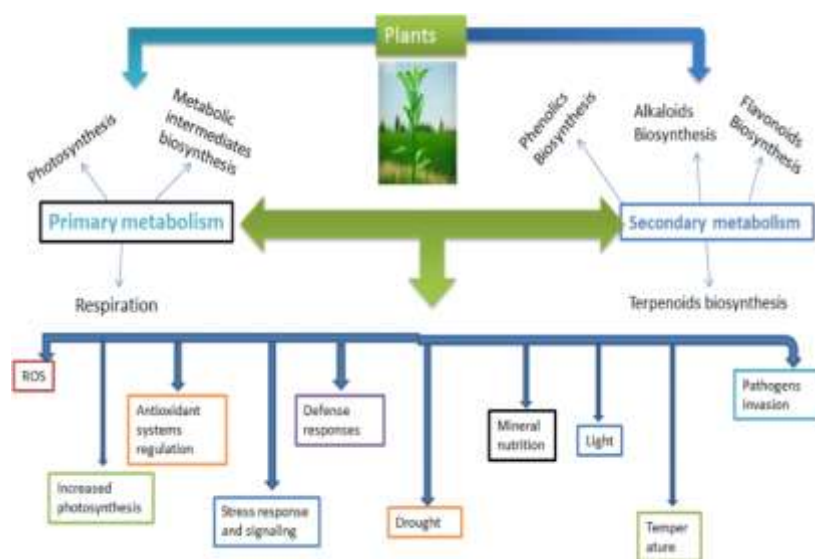 Plants
Photosynthesis
Metabolic
intermediates
biosynthesis
Phenolics
Biosynthesis
Alkaloids
Biosynthesis
Flavonoids
Biosynthesis
Primary metabolism
Secondary metabolism
Respiration
Terpenoids biosynthesis
ROS
Antioxidant
systems
regulation
Defense
responses
Mineral
nutrition
Light
Pathogens
invasion
Increased
photosynthesis
Stress response
and signaling
Drought
Temper
ature